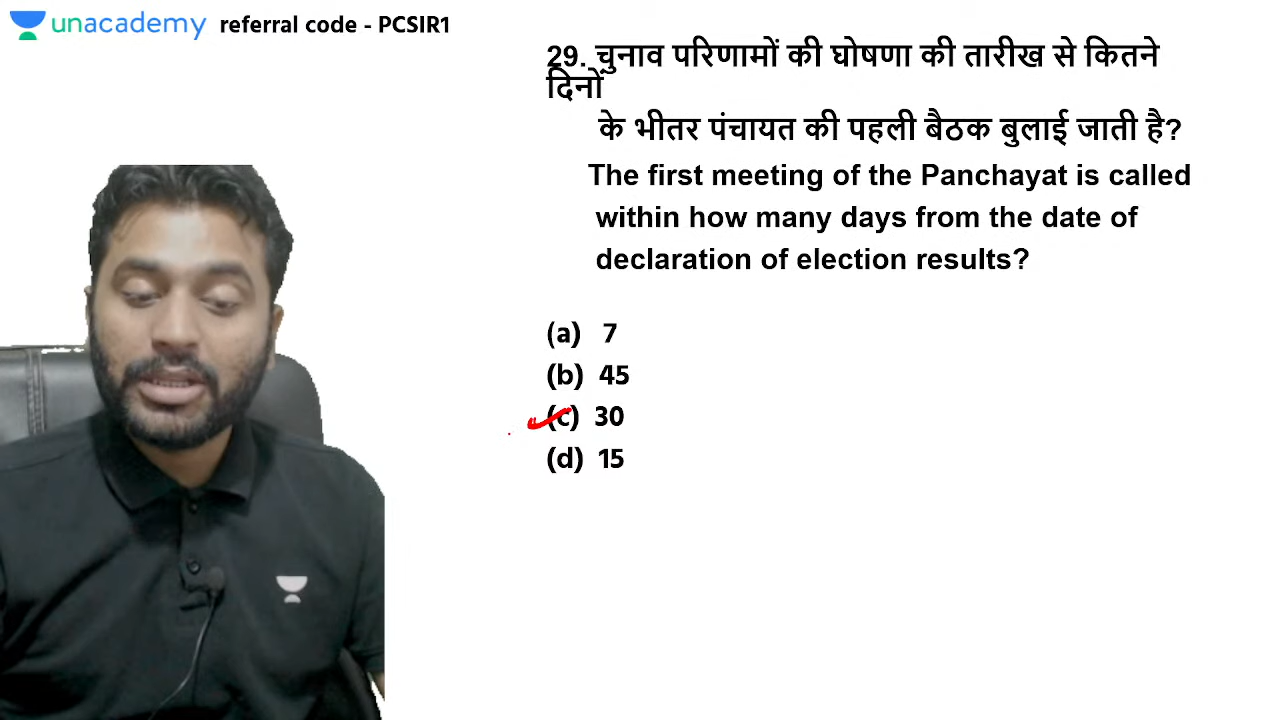 unacademy referral code - PCSIR1
29. चुनाव परिणामों की घोषणा की तारीख से कितने
दिनों
के भीतर पंचायत की पहली बैठक बुलाई जाती है?
The first meeting of the Panchayat is called
within how many days from the date of
declaration of election results?
(a) 7
(b) 45
(c) 30
(d) 15